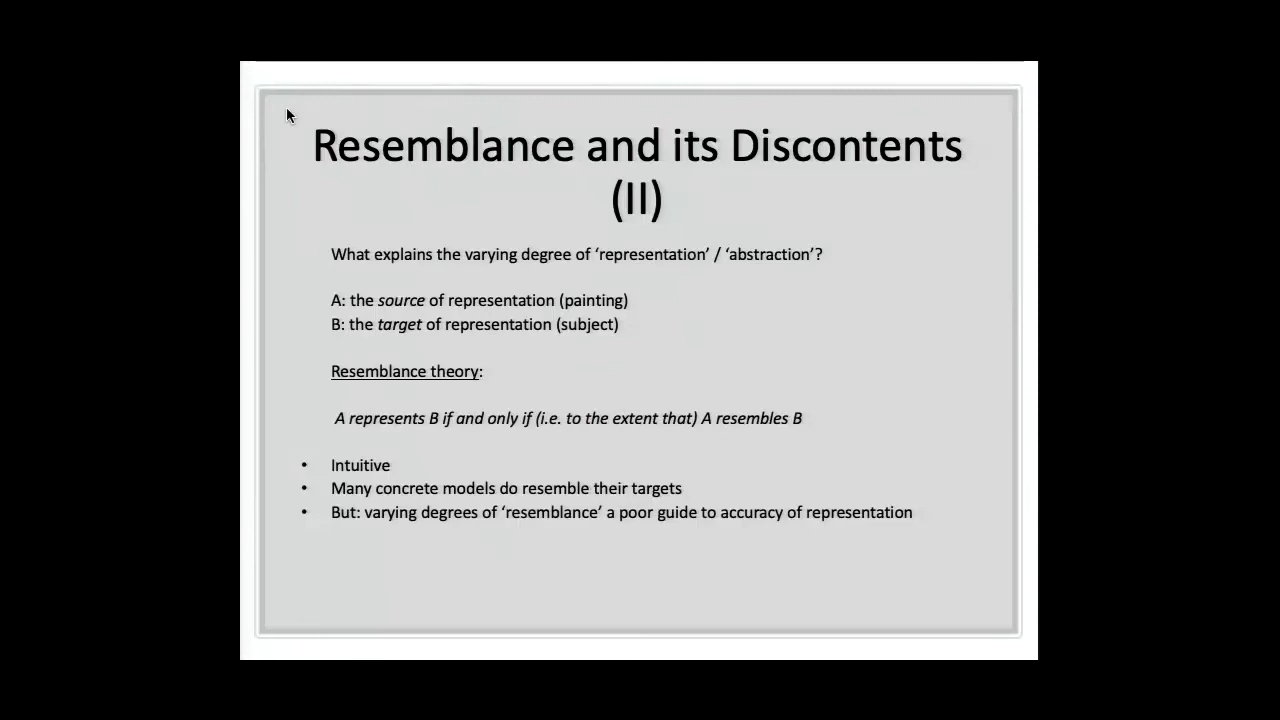 Resemblance and its Discontents
(II)
What explains the varying degree of ‘representation’ / ‘abstraction’?
A: the source of representation (painting)
B: the target of representation (subject)
Resemblance theory:
A represents B if and only if (i.e. to the extent that) A resembles B
• Intuitive
• Many concrete models do resemble their targets
• But: varying degrees of ‘resemblance’ a poor guide to accuracy of representation